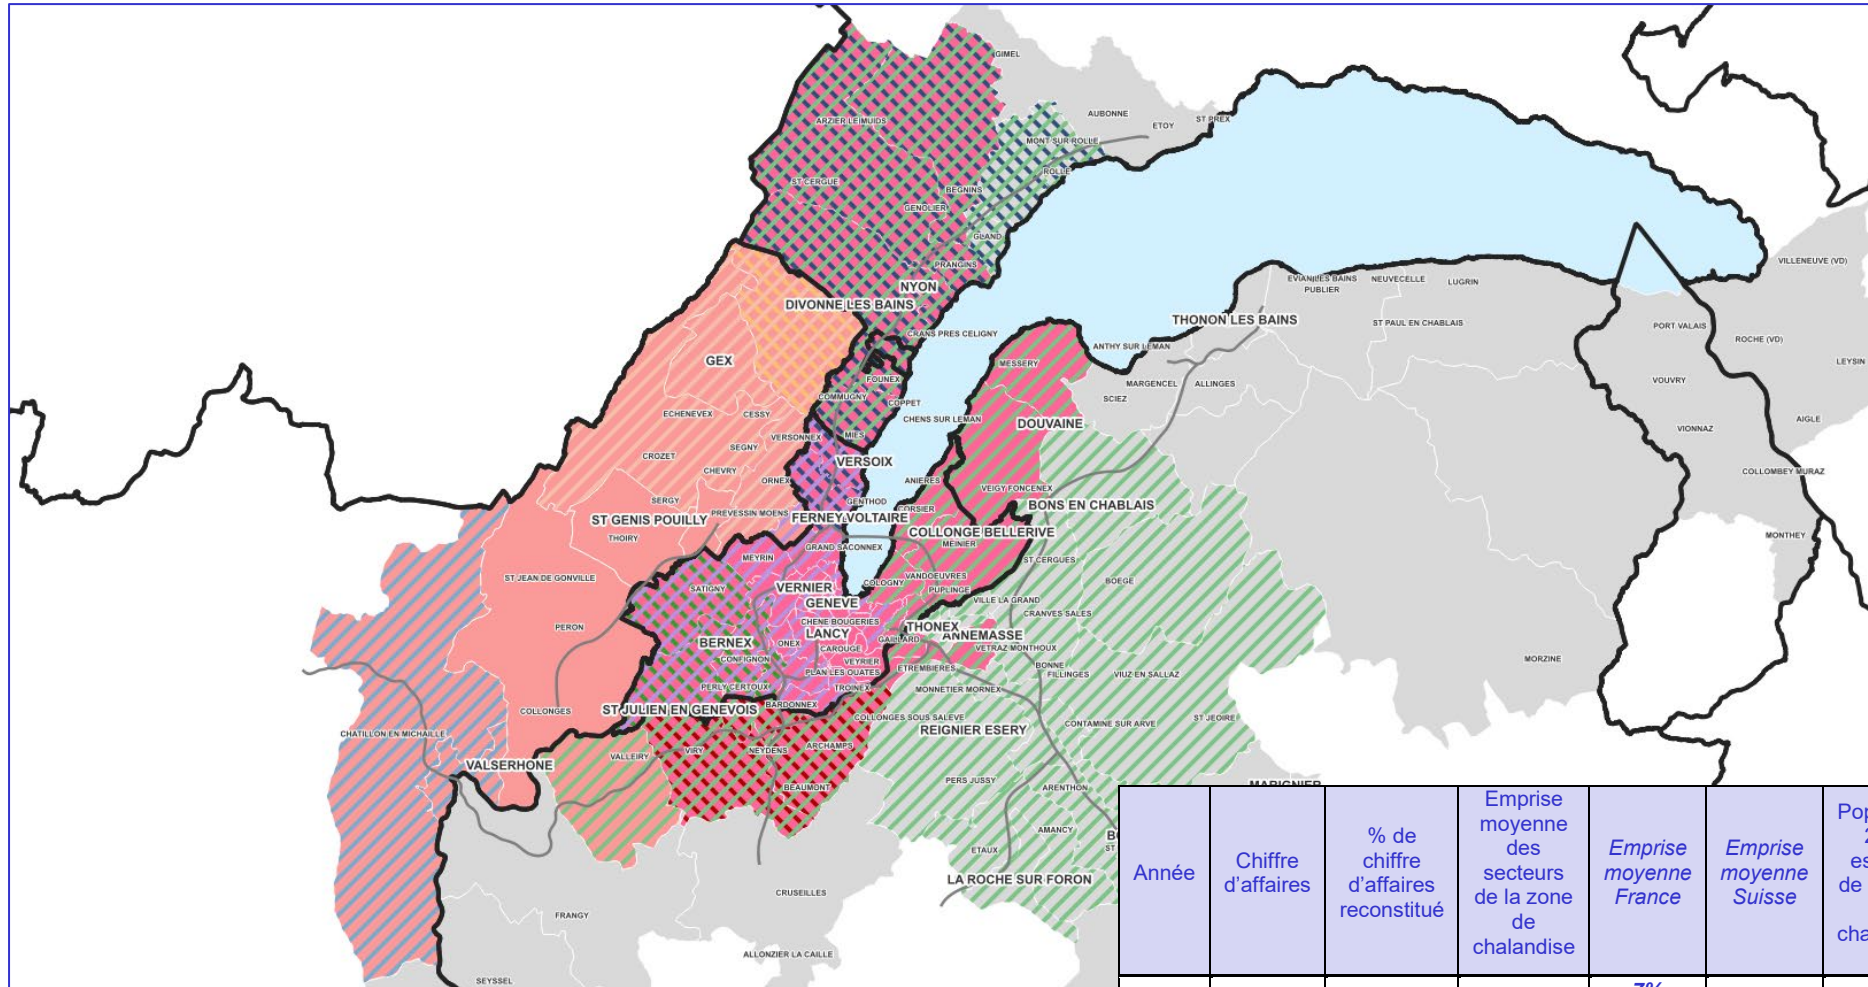 GIMEL
AUBONNE
ETOY
ST PREX
ARZIER LE MUIDS
MONT SUR ROLLE
ROLLE
ST CERGUE
BEGNINS
GENOLIER
GLAND
PRANGINS
NYON
DIVONNE LES BAINS
CRANS PRES CELIGNY
GEX
FOUNEX
COMMUGNY
COPPET
ECHENEVEX
CESSY
CHENS SUR LEMAN
VERSONNEX
MIES
SEGNY
CROZET
CHEVRY
VERSOIX
ORNEX
ANIERES
SERGY
GENTHOD
CORSIER
PREVESSIN MOENS
ST GENIS POUILLY
FERNEY VOLTAIRE
THOIRY
EVIAN LES BAINS
PUBLIER
NEUVECELLE
LUGRIN
VILLENEUVE (VD)
THONON LES BAINS
ST PAUL EN CHABLAIS
PORT VALAIS
ROCHE (VD)
ANTHY SUR LEMAN
LEYSIN
MESSERY
MARGENCEL
ALLINGES
SCIEZ
VOUVRY
AIGLE
DOUVAINE
VIONNAZ
COLLOMBEY MURAZ
VEIGY FONCENEX
BONS EN CHABLAIS
COLLONGE BELLERIVE
MEINIER
MONTHEY
GRAND SACONNEX
MEYRIN
ST CERGUES
ST JEAN DE GONVILLE
SATIGNY
VERNIER
COLOGNY
VANDOEUVRES
PUPLINGE
BOEGE
GENEVE
VILLE LA GRAND
CRANVES SALES
PERON
CHENE BOUGERIES
LANCY
THONEX
ANNEMASSE
BERNEX
ONEX
CAROUGE
GAILLARD
VETRAZ MONTHOUX
CONFIGNON
VEYRIER
PLAN LES OUATES
ETREMBIERES
BONNE
FILLINGES
VIUZ EN SALLAZ
MORZINE
PERLY CERTOUX
TROINEX
MONNETIER MORNEX
COLLONGES
ST JULIEN EN GENEVOIS
BARDONNEX
COLLONGES SOUS SALEVE
REIGNIER ESERY
CONTAMINE SUR ARVE
ST JEOIRE
CHATILLON EN MICHAILLE
VALLEIRY
VIRY
NEYDENS
ARCHAMPS
VALSERHONE
BEAUMONT
PERS JUSSY
ARENTHON
MARIGNIER
AMANCY
ETAUX
LA ROCHE SUR FORON
CRUSEILLES
FRANGY
ALLONZIER LA CAILLE
SEYSSEL
Année
Chiffre
d'affaires
% de
chiffre
d'affaires
reconstitué
Emprise
moyenne
des
secteurs
de la zone
de
chalandise
Emprise
moyenne
France
Emprise
moyenne
Suisse
7%